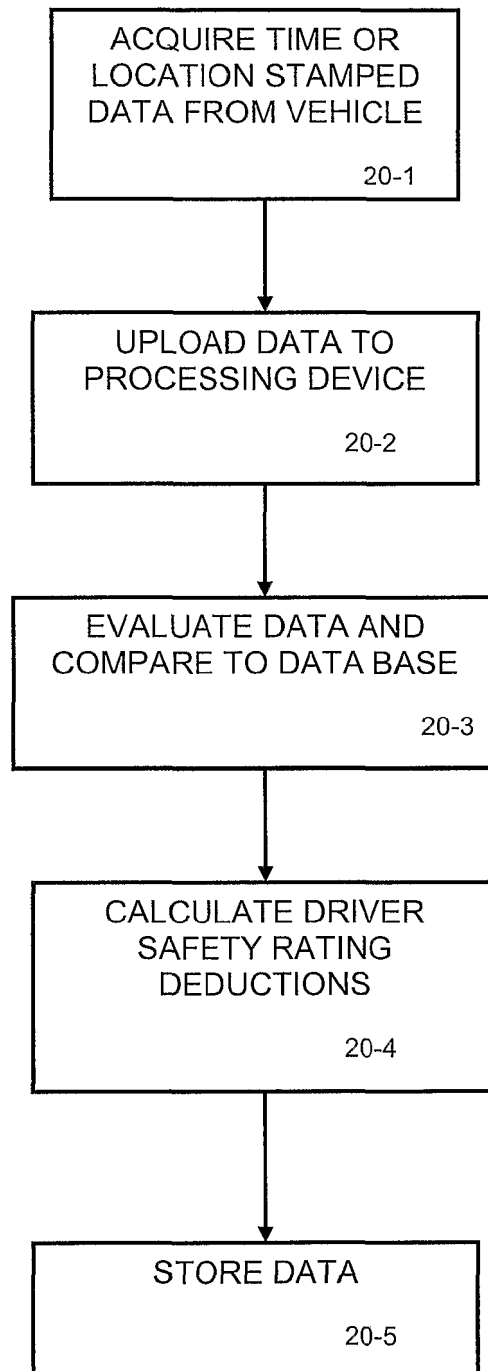 ACQUIRE TIME OR
LOCATION STAMPED
DATA FROM VEHICLE
20-1
UPLOAD DATA TO
PROCESSING DEVICE
20-2
EVALUATE DATA AND
COMPARE TO DATA BASE
20-3
CALCULATE DRIVER
SAFETY RATING
DEDUCTIONS
20-4
STORE DATA
20-5